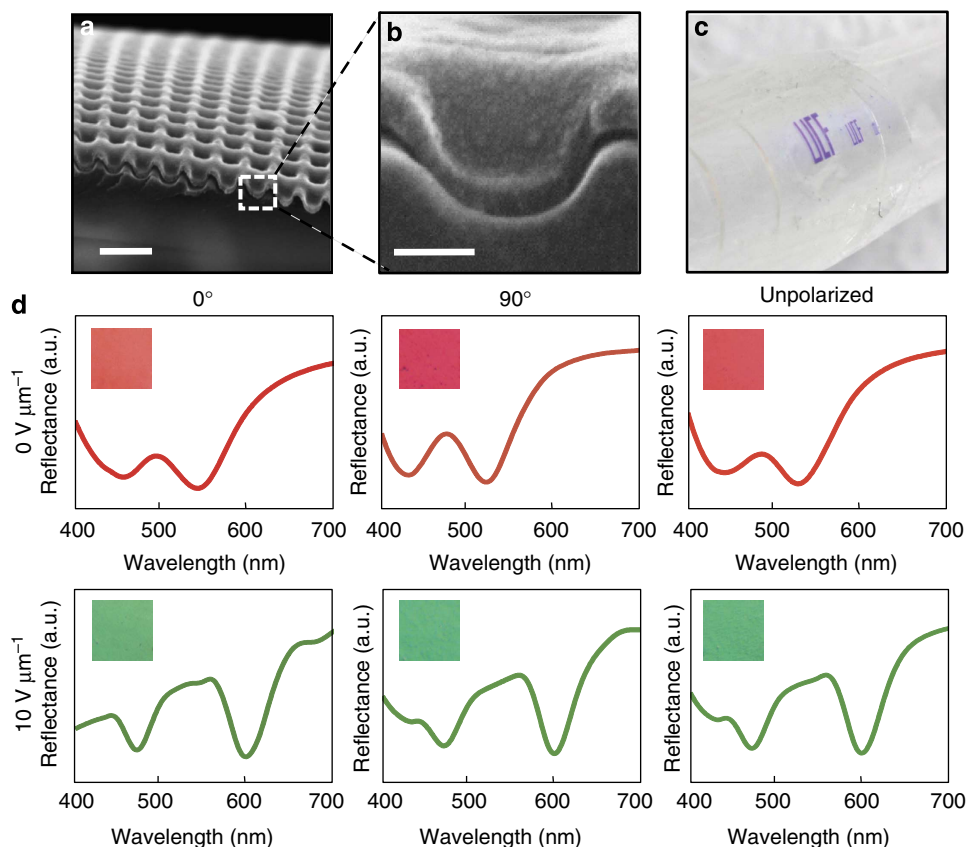 a
b
c
UCF
UCF
d
0°
90°
Unpolarized
0 V μm⁻¹
Reflectance (a.u.)
400
500
600
700
Wavelength (nm)
Reflectance (a.u.)
400
500
600
700
Wavelength (nm)
Reflectance (a.u.)
400
500
600
700
Wavelength (nm)
10 V μm⁻¹
Reflectance (a.u.)
400
500
600
700
Wavelength (nm)
Reflectance (a.u.)
400
500
600
700
Wavelength (nm)
Reflectance (a.u.)
400
500
600
700
Wavelength (nm)